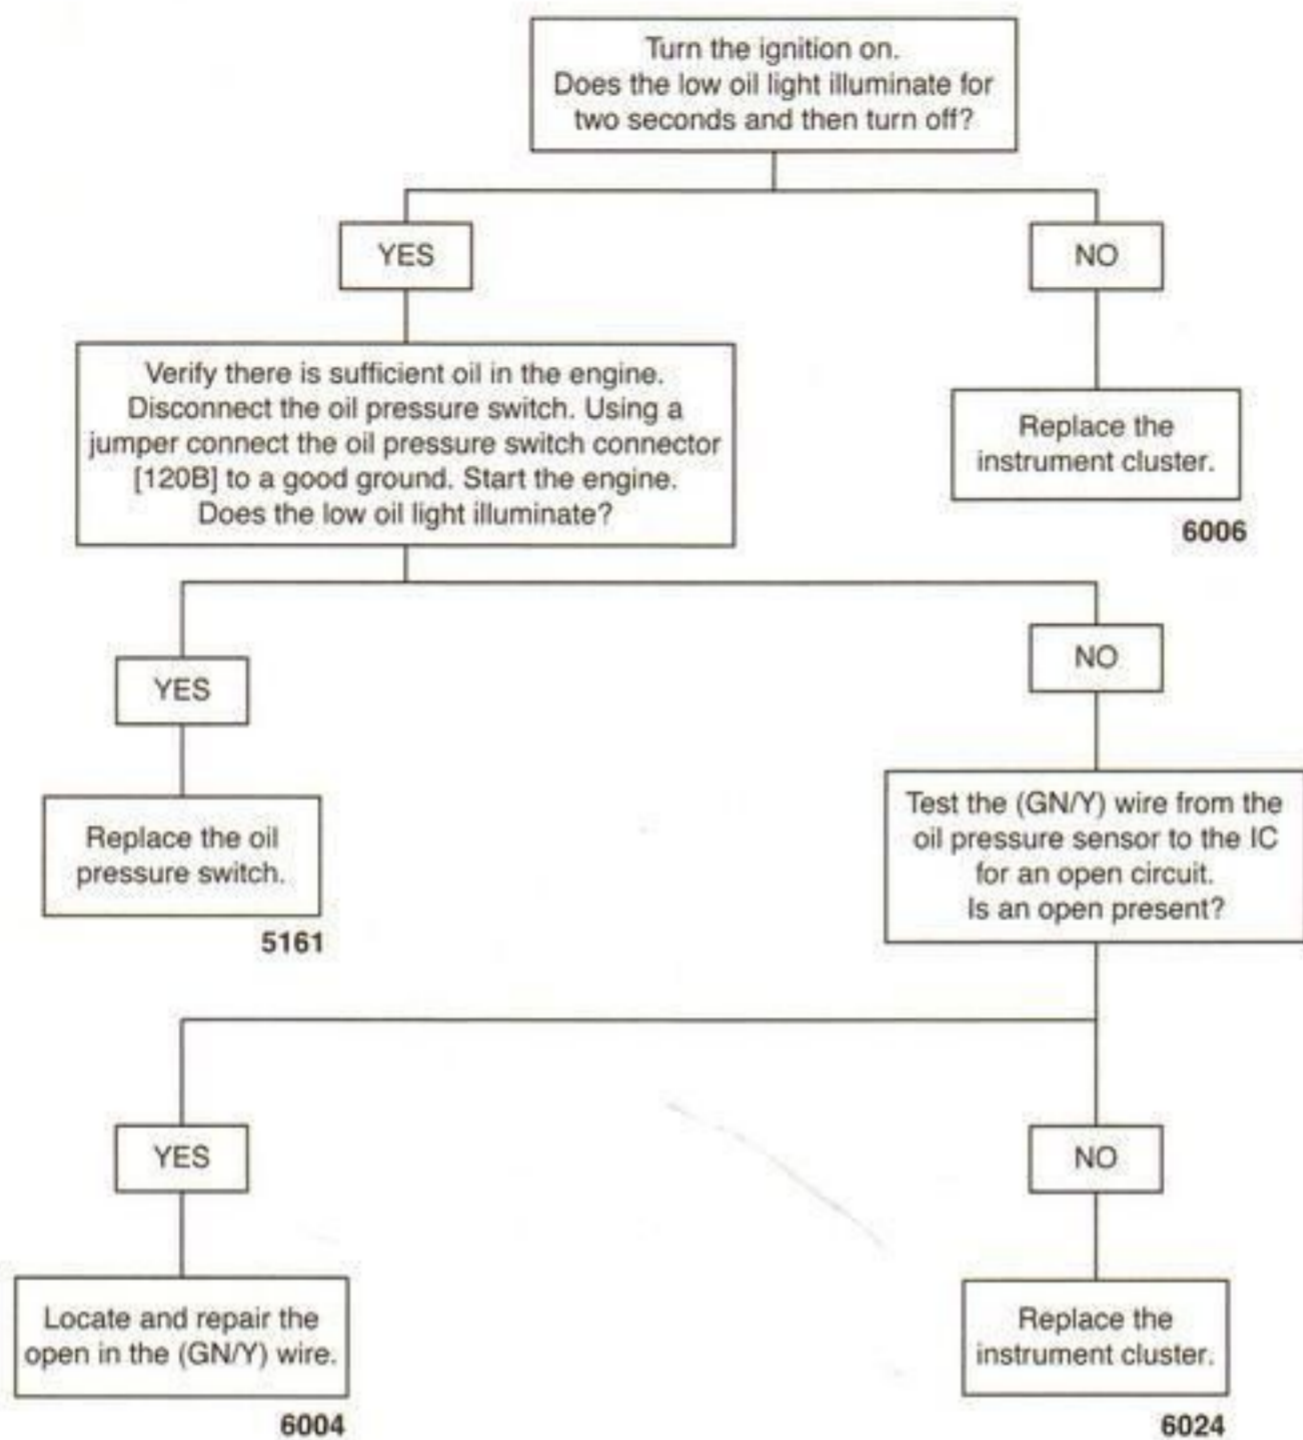 Turn the ignition on.
Does the low oil light illuminate for
two seconds and then turn off?
YES
NO
Verify there is sufficient oil in the engine.
Disconnect the oil pressure switch. Using a
jumper connect the oil pressure switch connector
[120B] to a good ground. Start the engine.
Does the low oil light illuminate?
Replace the
instrument cluster.
6006
YES
NO
Replace the oil
pressure switch.
5161
Test the (GN/Y) wire from the
oil pressure sensor to the IC
for an open circuit.
Is an open present?
YES
NO
Locate and repair the
open in the (GN/Y) wire.
6004
Replace the
instrument cluster.
6024